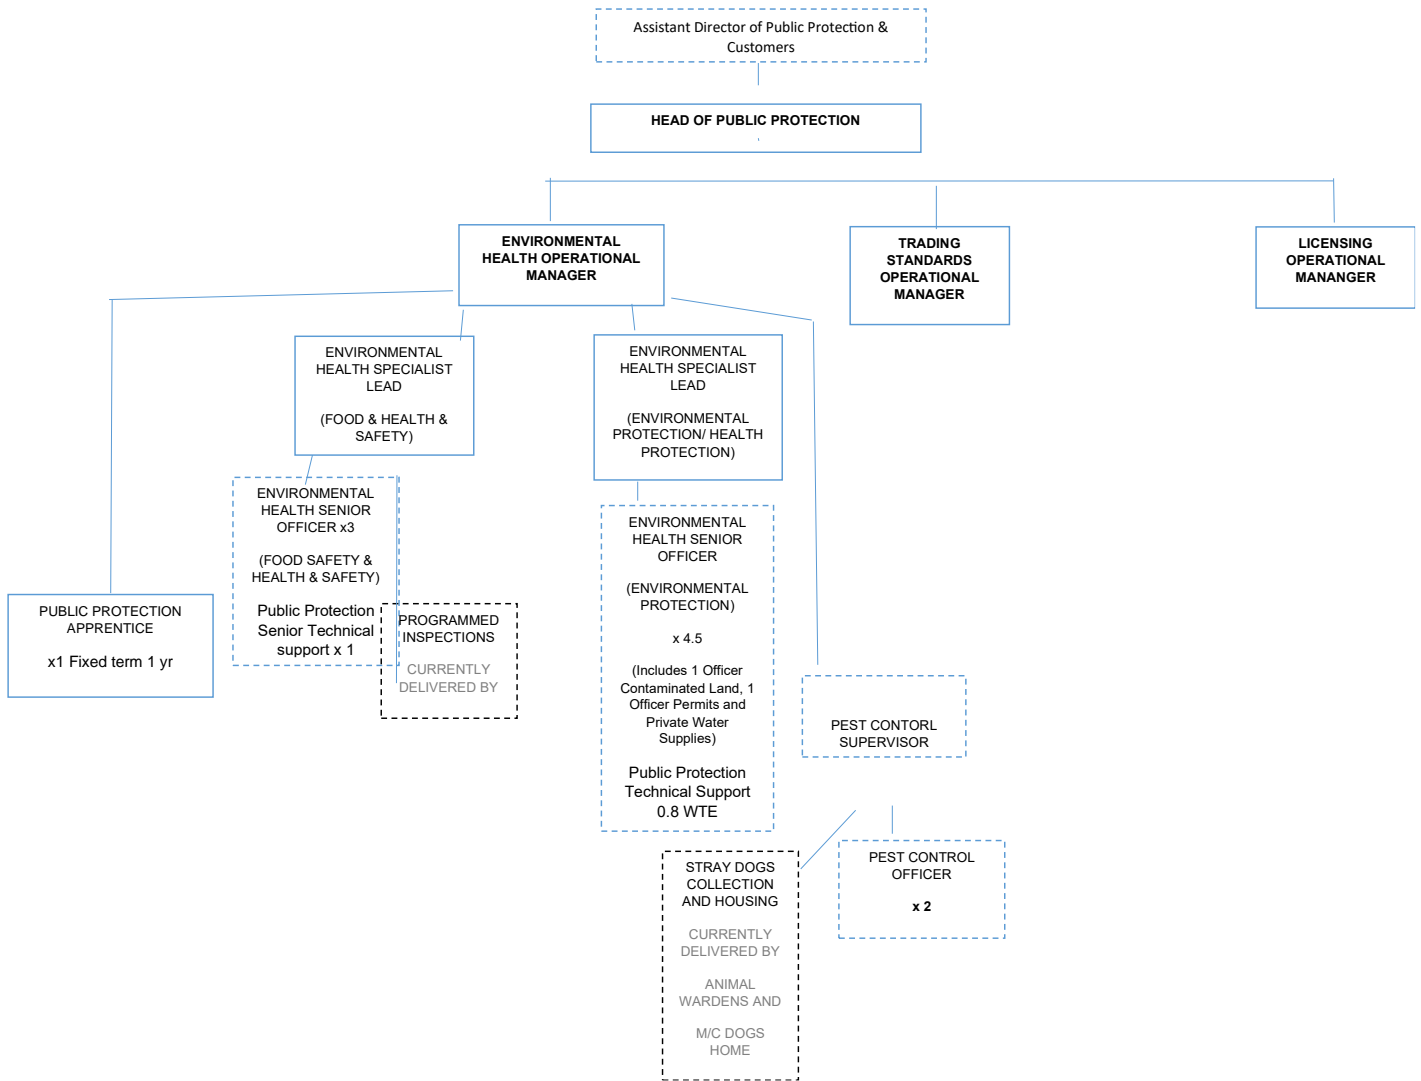 Assistant Director of Public Protection &
Customers
HEAD OF PUBLIC PROTECTION
.
ENVIRONMENTAL
HEALTH OPERATIONAL
MANAGER
TRADING
STANDARDS
OPERATIONAL
MANAGER
LICENSING
OPERATIONAL
MANANGER
ENVIRONMENTAL
HEALTH SPECIALIST
LEAD
(FOOD & HEALTH &
SAFETY)
ENVIRONMENTAL
HEALTH SPECIALIST
LEAD
(ENVIRONMENTAL
PROTECTION/ HEALTH
PROTECTION)
ENVIRONMENTAL
HEALTH SENIOR
OFFICER x3
(FOOD SAFETY &
HEALTH & SAFETY)
Public Protection
Senior Technical
support x 1
ENVIRONMENTAL
HEALTH SENIOR
OFFICER
(ENVIRONMENTAL
PROTECTION)
x 4.5
(Includes 1 Officer
Contaminated Land, 1
Officer Permits and
Private Water
Supplies)
Public Protection
Technical Support
0.8 WTE
PUBLIC PROTECTION
APPRENTICE
x1 Fixed term 1 yr
PROGRAMMED
INSPECTIONS
CURRENTLY
DELIVERED BY
PEST CONTORL
SUPERVISOR
STRAY DOGS
COLLECTION
AND HOUSING
CURRENTLY
DELIVERED BY
ANIMAL
WARDENS AND
M/C DOGS
HOME
PEST CONTROL
OFFICER
x 2